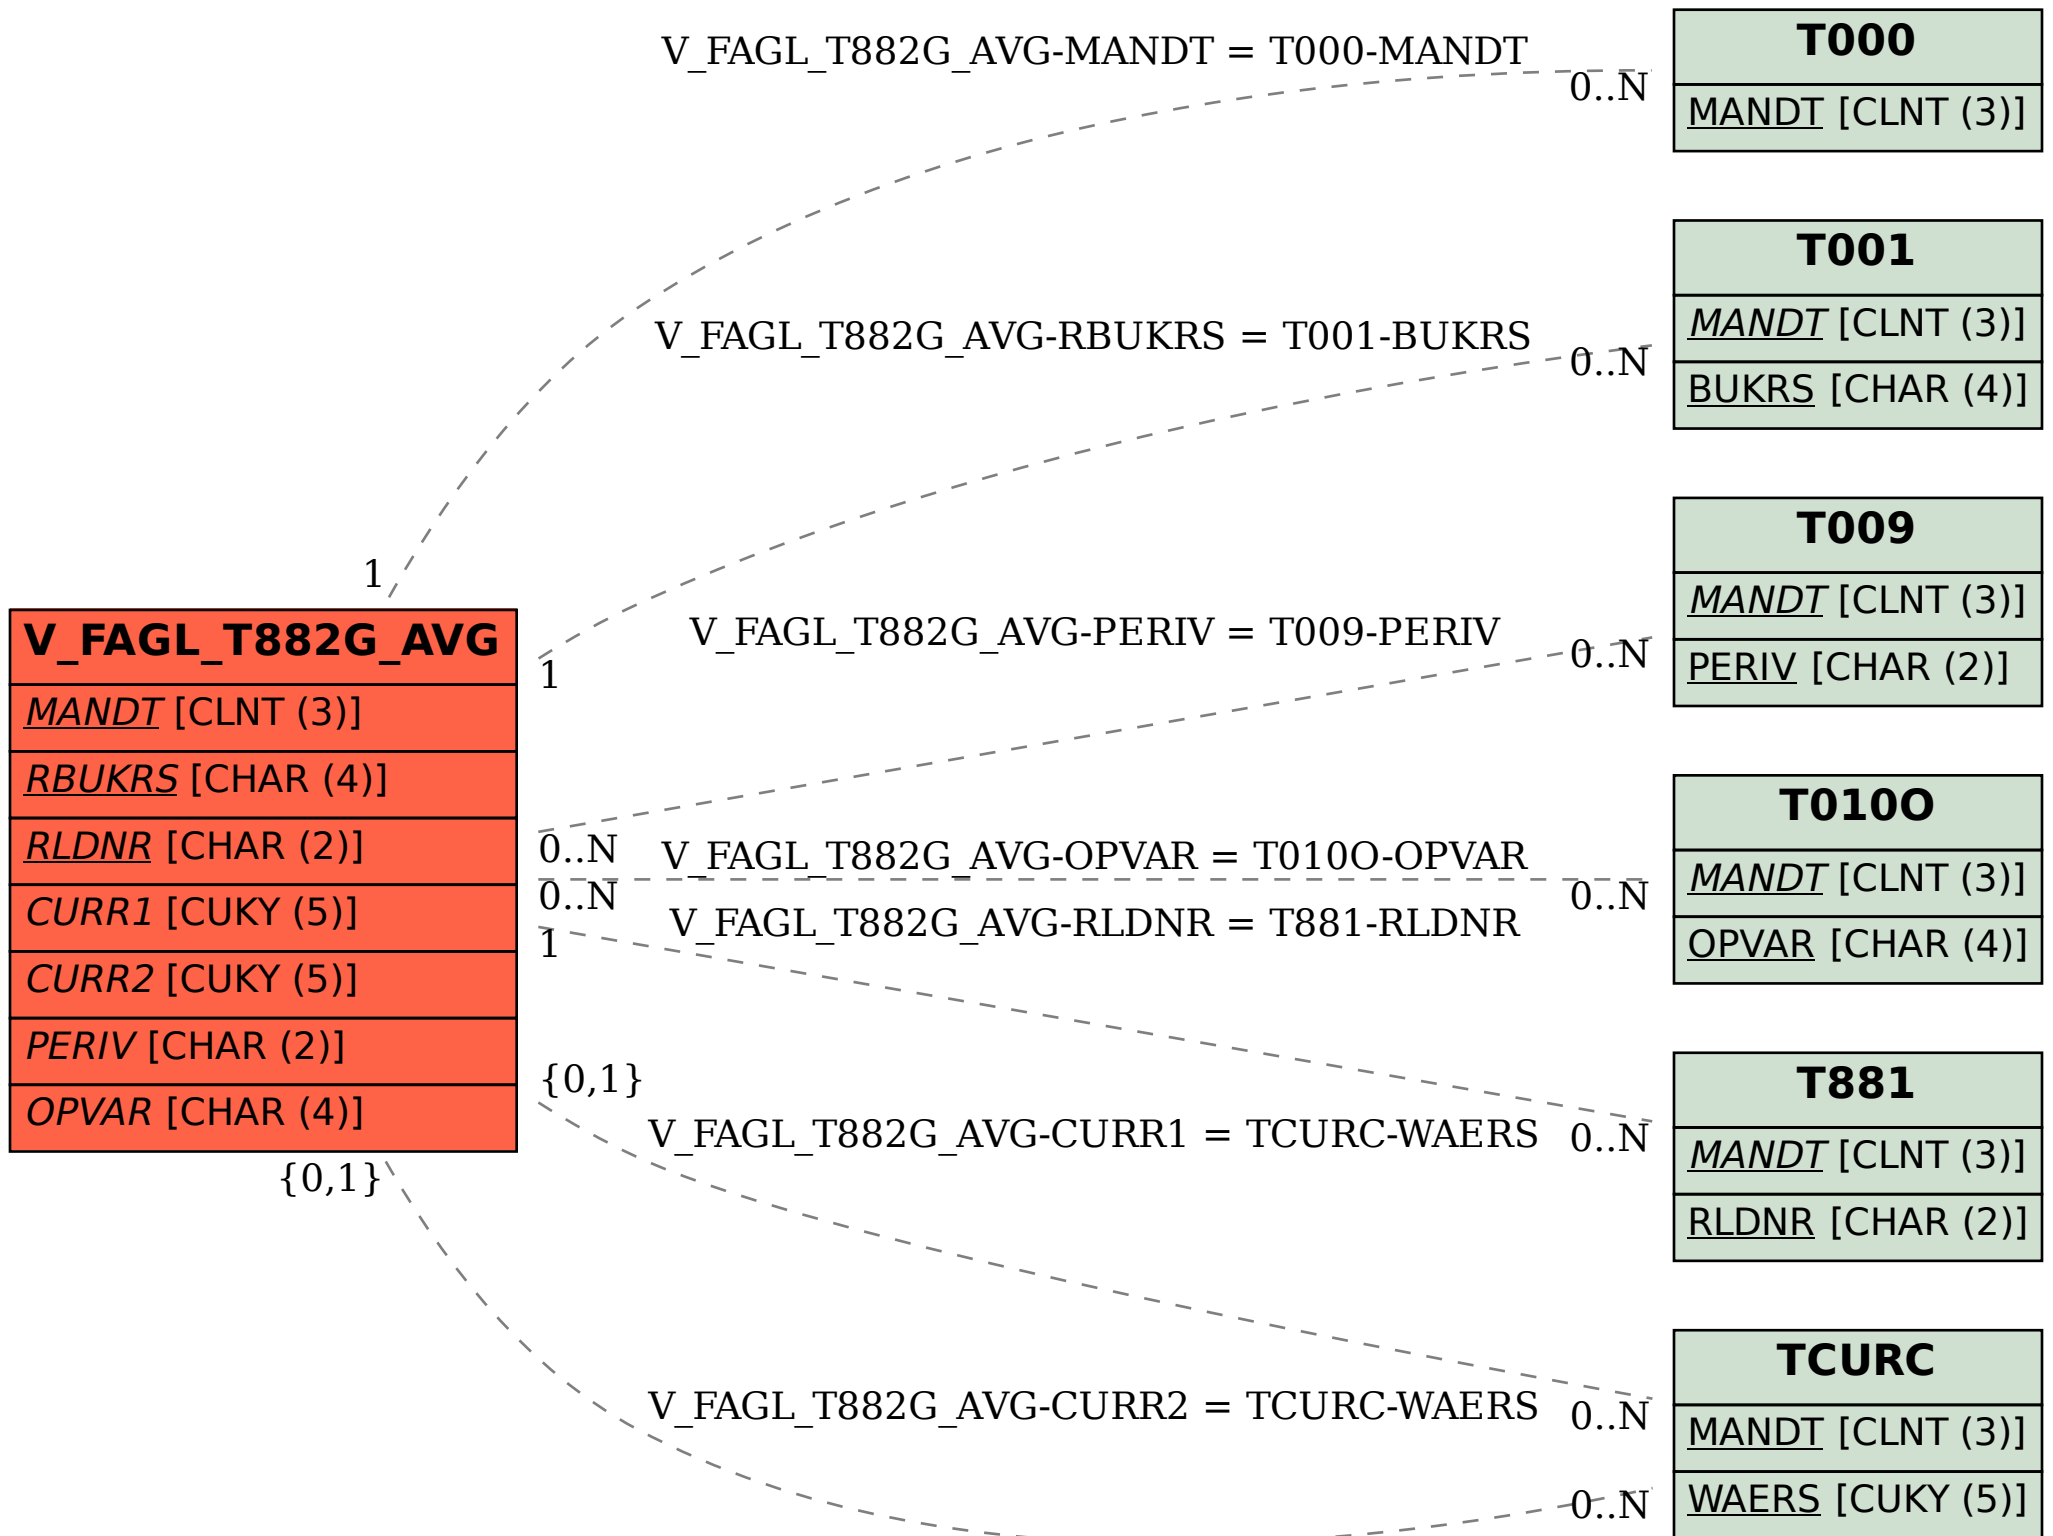 V_FAGL_T882G_AVG
MANDT [CLNT (3)]
RBUKRS [CHAR (4)]
RLDNR [CHAR (2)]
CURR1 [CUKY (5)]
CURR2 [CUKY (5)]
PERIV [CHAR (2)]
OPVAR [CHAR (4)]
V_FAGL_T882G_AVG-MANDT = T000-MANDT
0..N
1
V_FAGL_T882G_AVG-RBUKRS = T001-BUKRS
0..N
1
V_FAGL_T882G_AVG-PERIV = T009-PERIV
0..N
0..N
V_FAGL_T882G_AVG-OPVAR = T010O-OPVAR
0..N
0..N
V_FAGL_T882G_AVG-RLDNR = T881-RLDNR
1
0..N
{0,1}
V_FAGL_T882G_AVG-CURR1 = TCURC-WAERS
0..N
{0,1}
V_FAGL_T882G_AVG-CURR2 = TCURC-WAERS
0..N
T000
MANDT [CLNT (3)]
T001
MANDT [CLNT (3)]
BUKRS [CHAR (4)]
T009
MANDT [CLNT (3)]
PERIV [CHAR (2)]
T010O
MANDT [CLNT (3)]
OPVAR [CHAR (4)]
T881
MANDT [CLNT (3)]
RLDNR [CHAR (2)]
TCURC
MANDT [CLNT (3)]
WAERS [CUKY (5)]